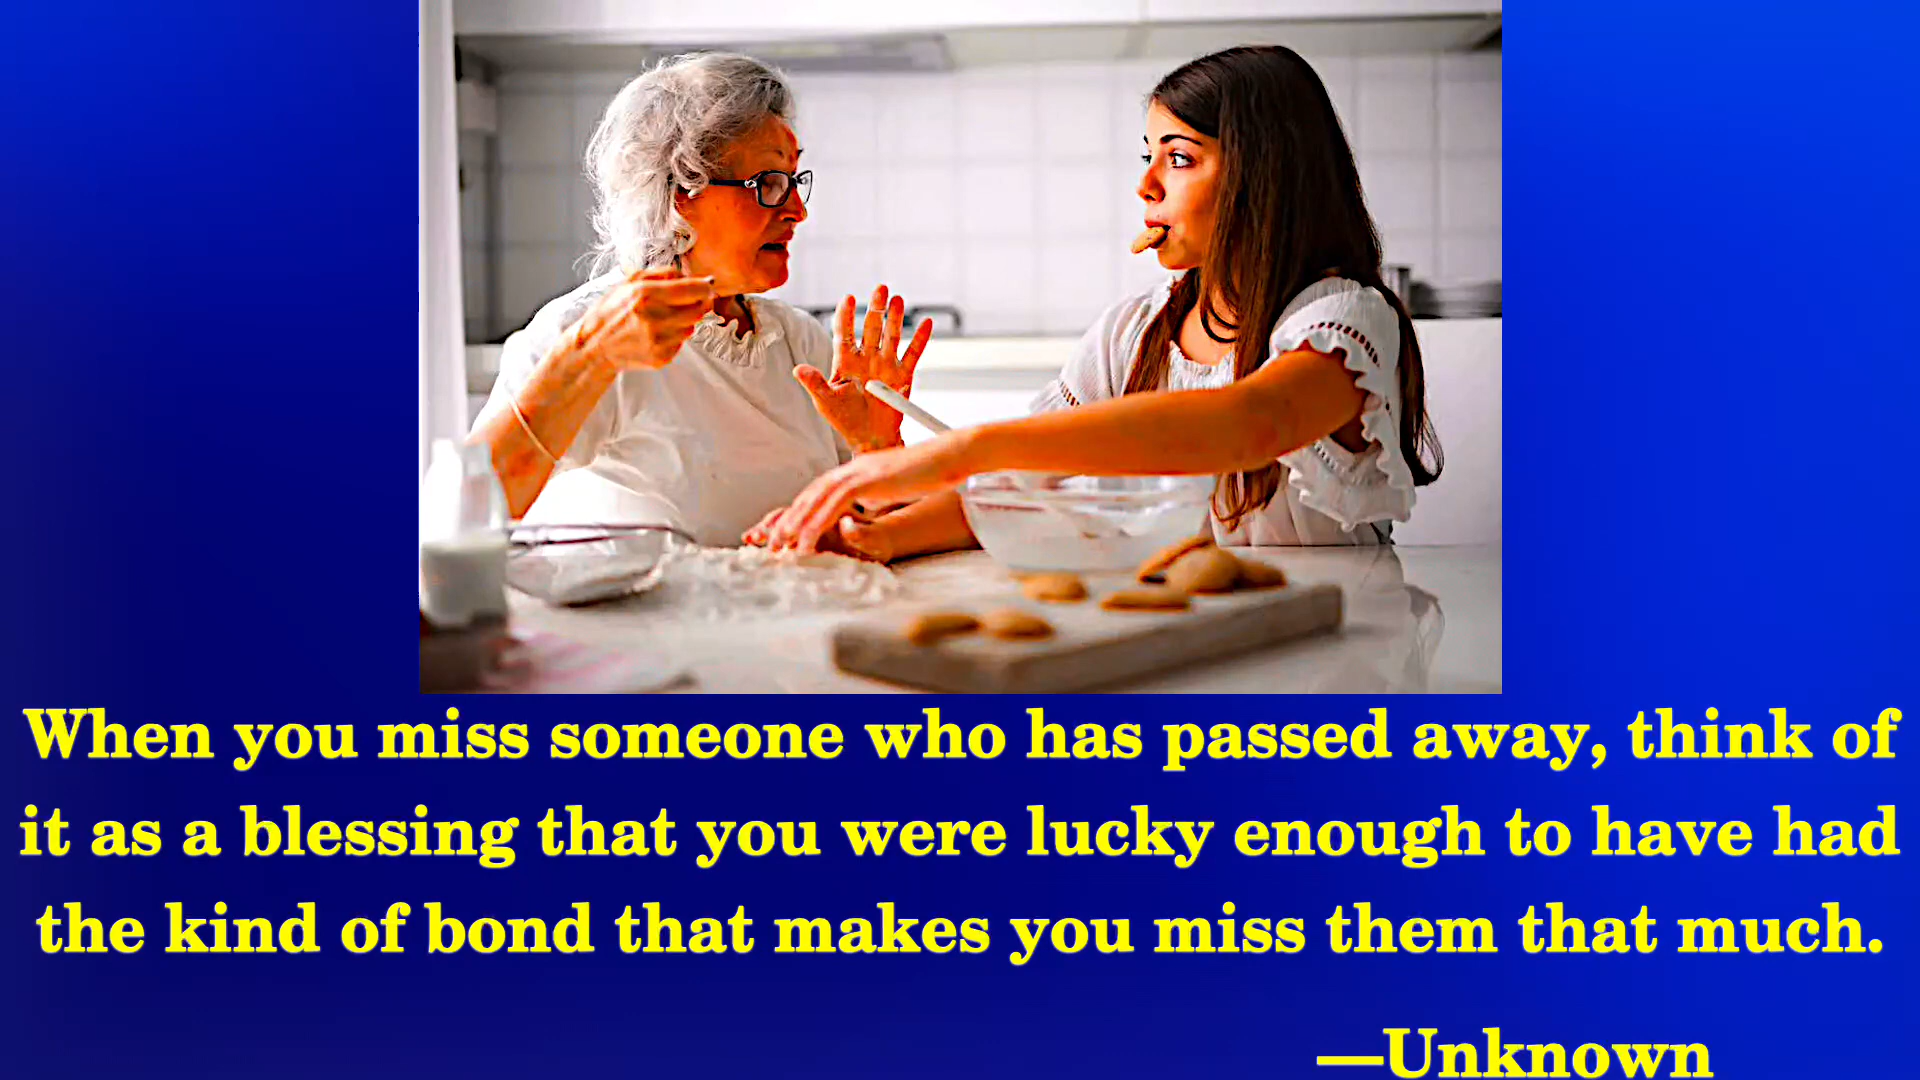 When you miss someone who has passed away, think of
it as a blessing that you were lucky enough to have had
the kind of bond that makes you miss them that much.
—Unknown